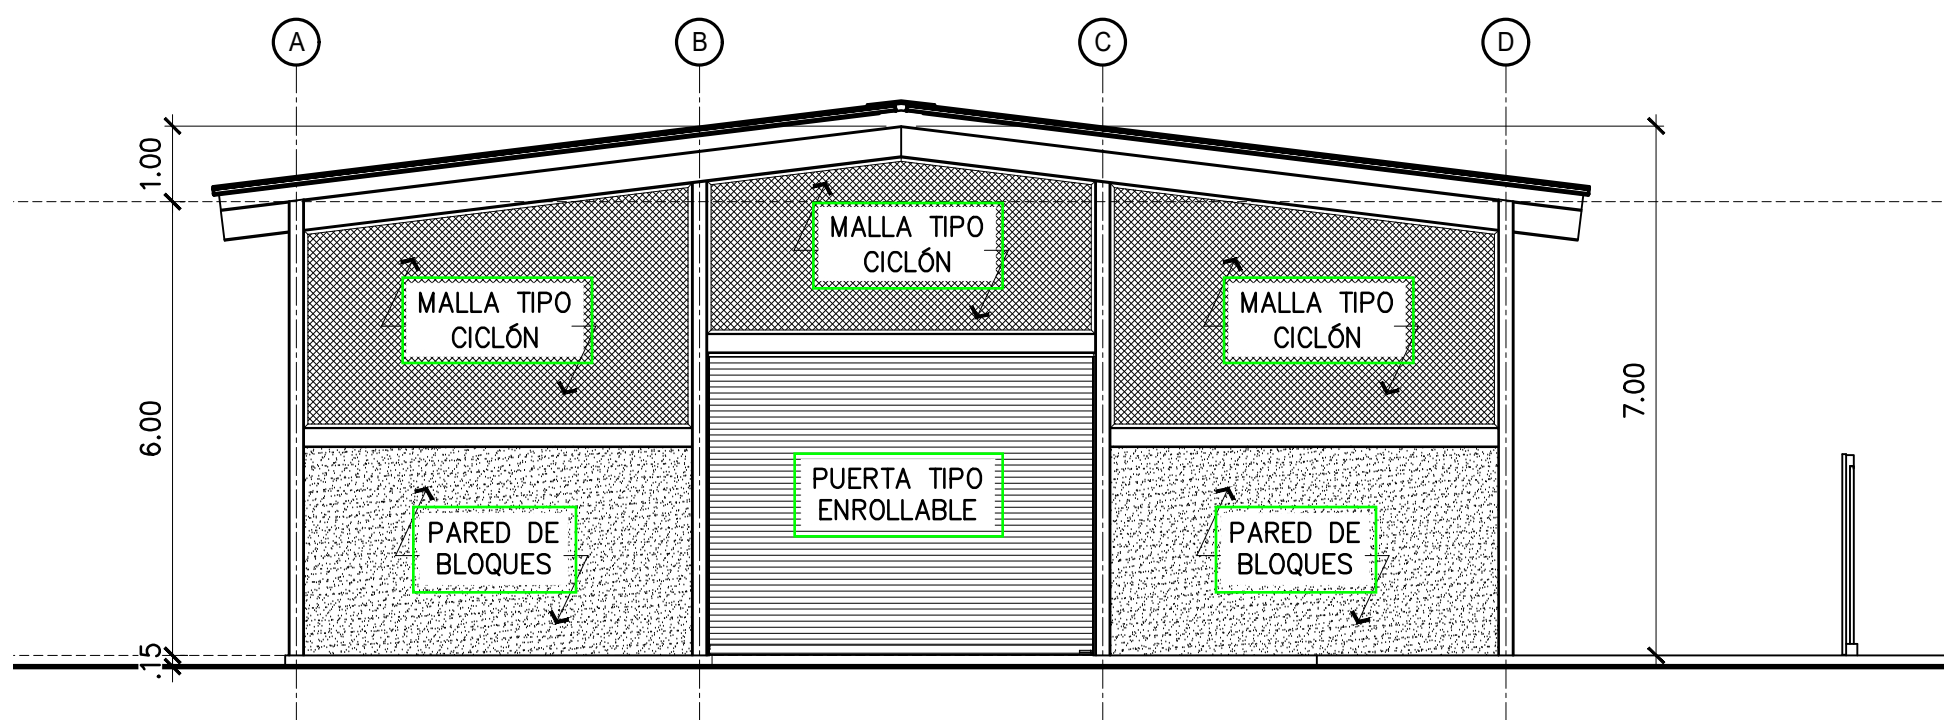 A
B
C
D
1.00
MALLA TIPO
CICLÓN
MALLA TIPO
CICLÓN
MALLA TIPO
CICLÓN
6.00
7.00
PUERTA TIPO
ENROLLABLE
PARED DE
BLOQUES
PARED DE
BLOQUES
.15